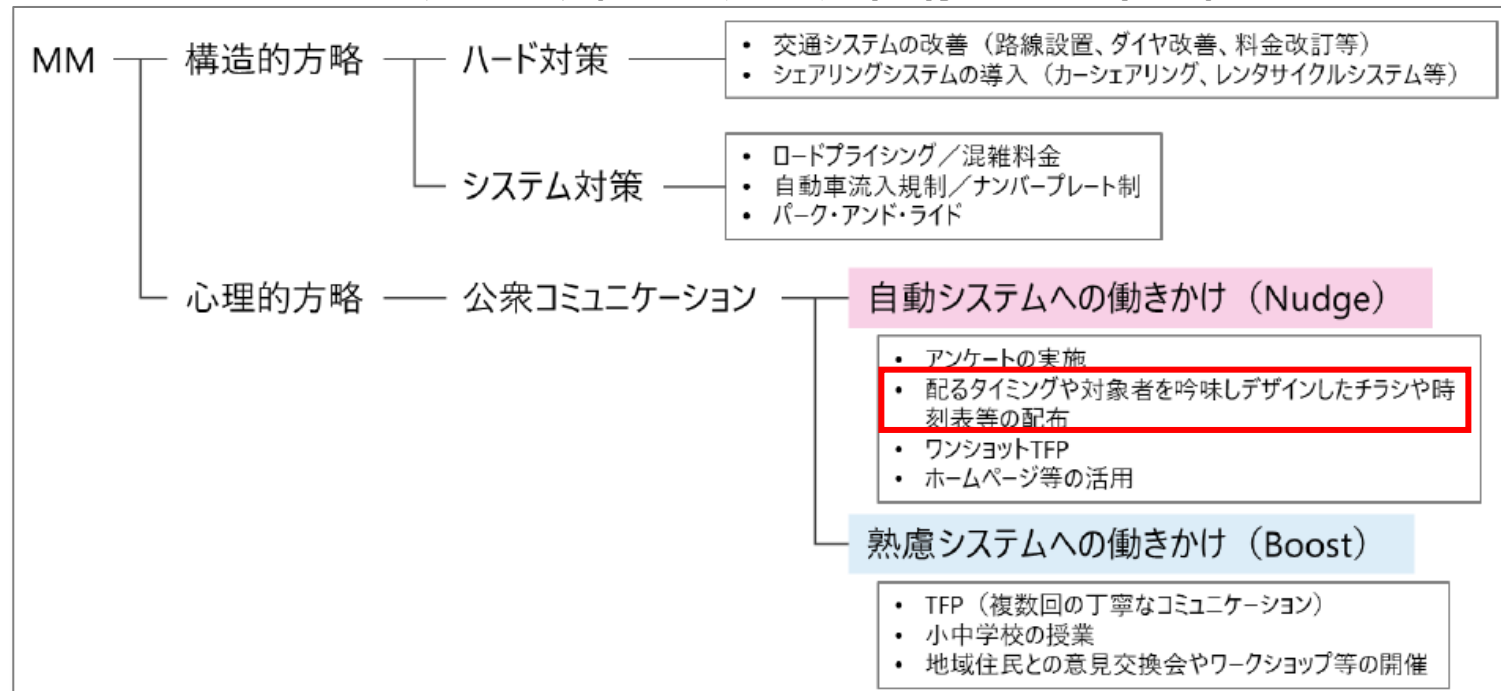 MM
構造的方略
ハード対策
• 交通システムの改善（路線設置、ダイヤ改善、料金改訂等）
• シェアリングシステムの導入（カーシェアリング、レンタサイクルシステム等）
システム対策
• ロードプライシング／混雑料金
• 自動車流入規制／ナンバープレート制
• パーク・アンド・ライド
心理的方略
公衆コミュニケーション
自動システムへの働きかけ（Nudge）
• アンケートの実施
• 配るタイミングや対象者を吟味しデザインしたチラシや時
刻表等の配布
• ワンショットTFP
• ホームページ等の活用
熟慮システムへの働きかけ（Boost）
• TFP（複数回の丁寧なコミュニケーション）
• 小中学校の授業
• 地域住民との意見交換会やワークショップ等の開催